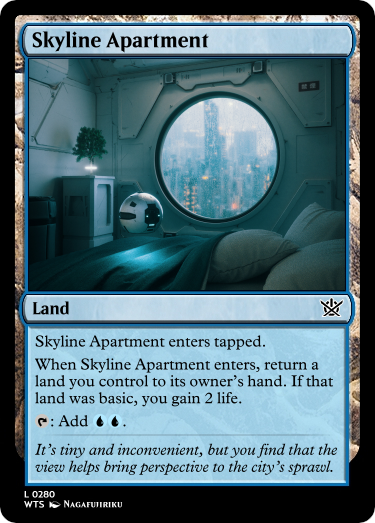 Skyline Apartment
Land
Skyline Apartment enters tapped.
When Skyline Apartment enters, return a
land you control to its owner's hand. If that
land was basic, you gain 2 life.
: Add .
It's tiny and inconvenient, but you find that the
view helps bring perspective to the city's sprawl.
L 0280
WTS Nagafujiriku